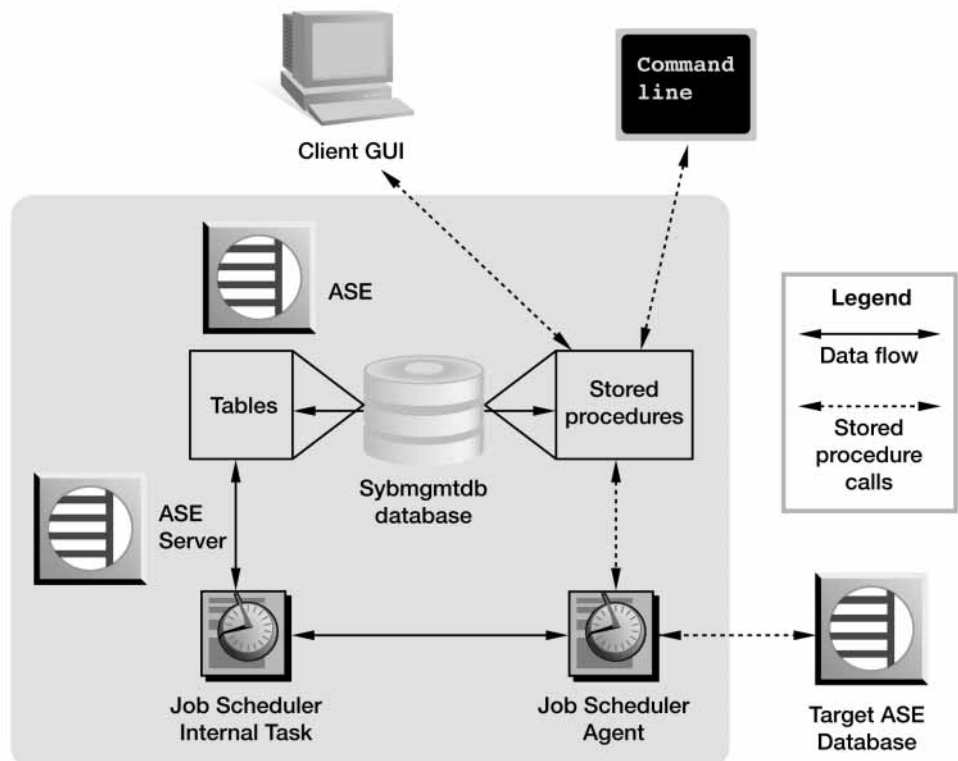 Command
line
Client GUI
ASE
Tables
Stored
procedures
Sybmgmtdb
database
ASE
Server
Job Scheduler
Internal Task
Job Scheduler
Agent
Legend
Data flow
Stored
procedure
calls
Target ASE
Database